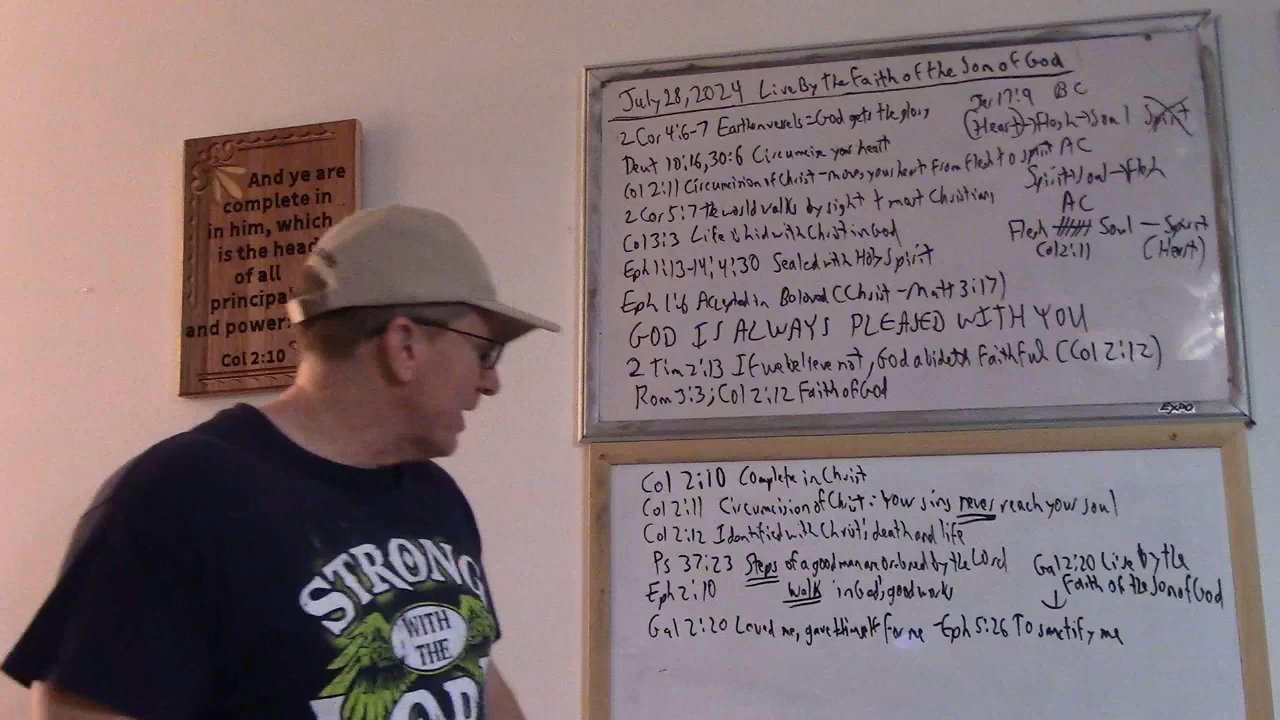 And ye are
complete in
in him, which
is the head
of all
principa
and power:
Col 2:10
STRONG
WITH
THE
July 28, 2024 Live By the Faith of the Son of God
2 Cor 4:6-7 Earthen vessels = God gets the glory
Deut 10:16, 30:6 Circumcise your heart
Col 2:11 Circumcision of Christ - moves your heart from flesh to spirit
2 Cor 5:7 the world walks by sight + most Christians
Col 3:3 Life is hid with Christ in God
Eph 1:13-14; 4:30 Sealed with Holy Spirit
Eph 1:6 Accepted in Beloved (Christ - Matt 3:17)
GOD IS ALWAYS PLEASED WITH YOU
2 Tim 2:13 If we believe not, God abideth Faithful (Col 2:12)
Rom 3:3; Col 2:12 Faith of God
Jer 17:9 BC
(Heart) → Flesh → Soul Spirit
AC
Spirit → Soul → Flesh
AC
Flesh Soul - Spirit
Col 2:11 (Heart)
EXPO
Col 2:10 Complete in Christ
Col 2:11 Circumcision of Christ: Your sins never reach your soul
Col 2:12 Identified with Christ's death and life
Ps 37:23 Steps of a good man are ordered by the Lord
Eph 2:10 walk in God's good works
Gal 2:20 Live by the
Faith of the Son of God
Gal 2:20 Loved me, gave himself for me - Eph 5:26 To sanctify me